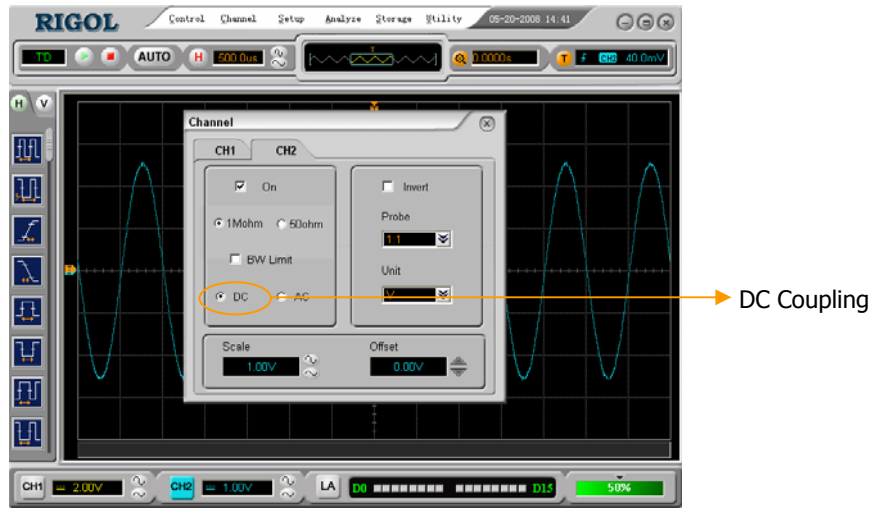 RIGOL Control Channel Setup Analyze Storage Utility 05-20-2008 14:41
T'D AUTO H 500.0us T 0.0000s T CH2 40.0mV
H V
Channel
CH1 CH2
On
Invert
1Mohm 50ohm
Probe
1:1
BW Limit
Unit
DC AC
V
DC Coupling
Scale
Offset
1.00V
0.00V
CH1 2.00V CH2 1.00V LA D0 D15 50%